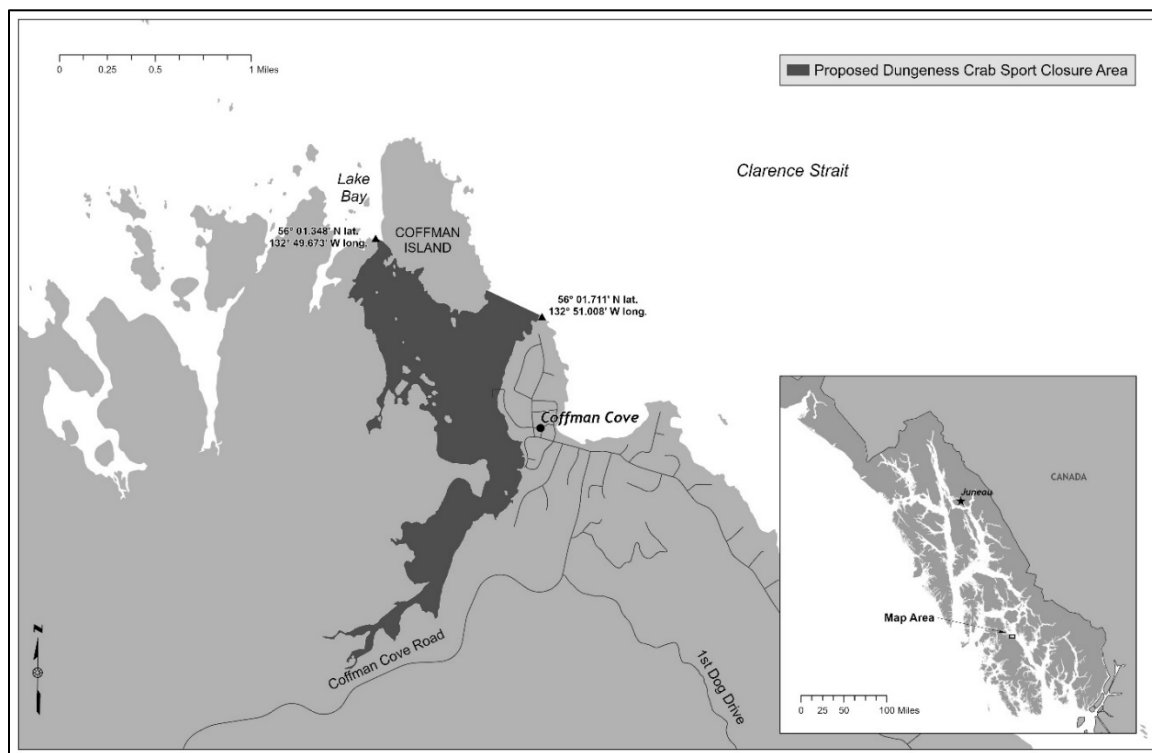 0 0.25 0.5 1 Miles
Proposed Dungeness Crab Sport Closure Area
Clarence Strait
Lake
Bay
56° 01.348' N lat.
132° 49.673' W long.
COFFMAN
ISLAND
56° 01.711' N lat.
132° 51.008' W long.
Coffman Cove
N
Coffman Cove Road
1st Dog Drive
CANADA
Juneau
Map Area
0 25 50 100 Miles